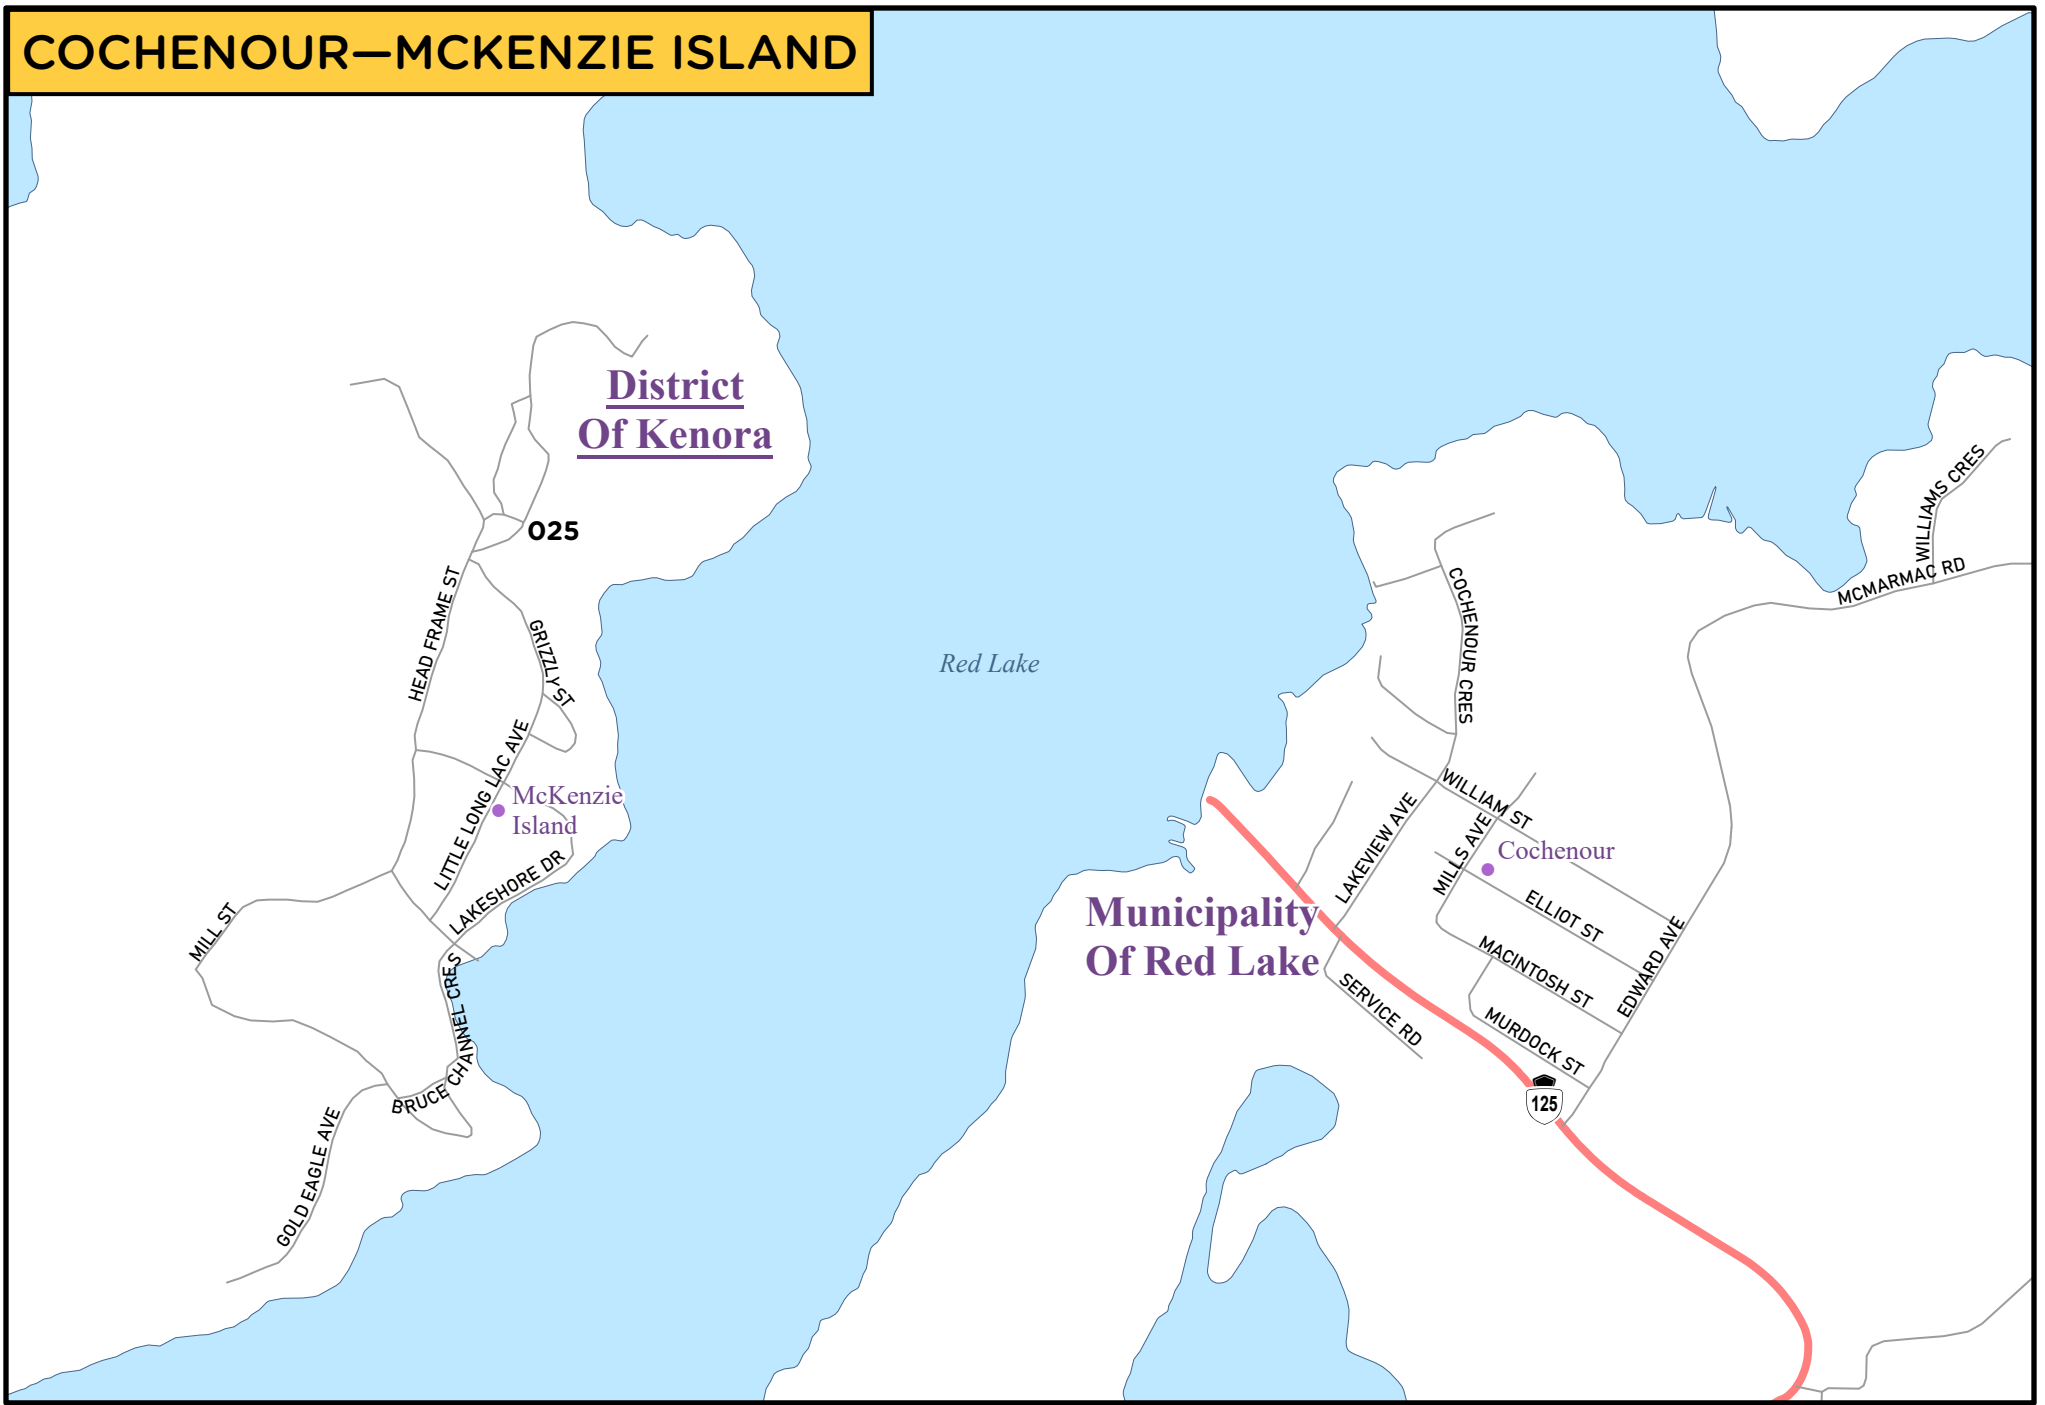 COCHENOUR—MCKENZIE ISLAND
District
Of Kenora
025
HEAD FRAME ST
GRIZZLY ST
LITTLE LONG LAC AVE
McKenzie
Island
LAKESHORE DR
MILL ST
BRUCE CHANNEL CRES
GOLD EAGLE AVE
Red Lake
WILLIAMS CRES
MCMARMAC RD
COCHENOUR CRES
WILLIAM ST
LAKEVIEW AVE
MILLS AVE
Cochenour
Municipality
Of Red Lake
ELLIOT ST
EDWARD AVE
MACINTOSH ST
SERVICE RD
MURDOCK ST
125